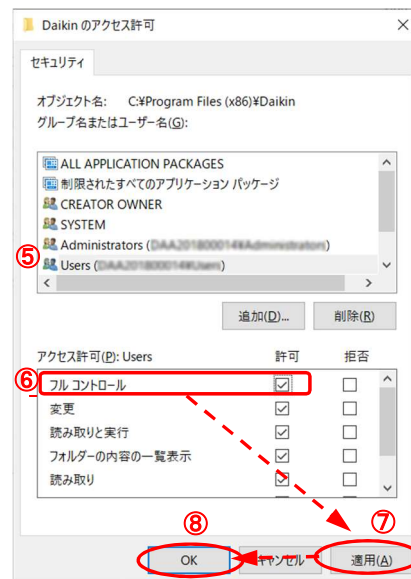 Daikin のアクセス許可
セキュリティ
オブジェクト名: C:¥Program Files (x86)¥Daikin
グループ名またはユーザー名(G):
ALL APPLICATION PACKAGES
制限されたすべてのアプリケーション パッケージ
CREATOR OWNER
SYSTEM
Administrators (DAA201800014¥Administrators)
⑤ Users (DAA201800014¥Users)
追加(D)... 削除(R)
アクセス許可(P): Users 許可 拒否
⑥ フル コントロール
変更
読み取りと実行
フォルダーの内容の一覧表示
読み取り
⑧ ⑦
OK キャンセル 適用(A)